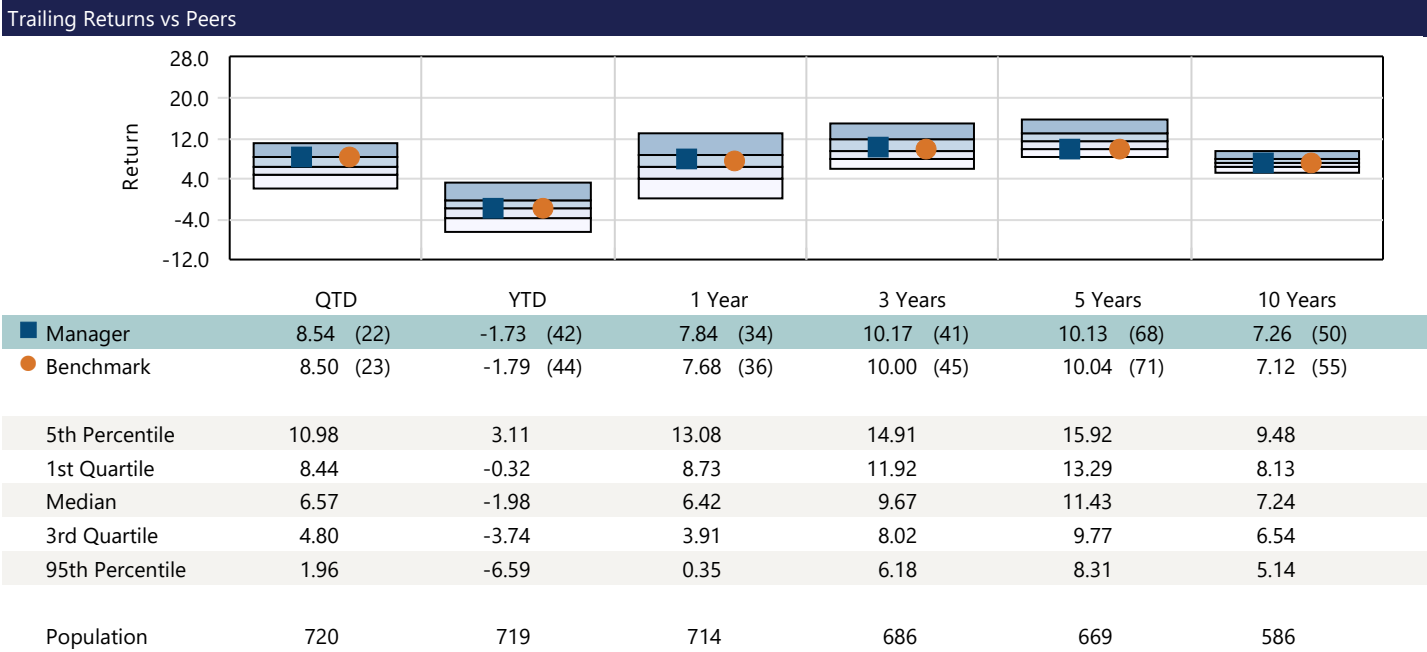 Trailing Returns vs Peers
28.0
20.0
12.0
4.0
-4.0
-12.0
Return
QTD YTD 1 Year 3 Years 5 Years 10 Years
Manager 8.54 (22) -1.73 (42) 7.84 (34) 10.17 (41) 10.13 (68) 7.26 (50)
Benchmark 8.50 (23) -1.79 (44) 7.68 (36) 10.00 (45) 10.04 (71) 7.12 (55)
5th Percentile 10.98 3.11 13.08 14.91 15.92 9.48
1st Quartile 8.44 -0.32 8.73 11.92 13.29 8.13
Median 6.57 -1.98 6.42 9.67 11.43 7.24
3rd Quartile 4.80 -3.74 3.91 8.02 9.77 6.54
95th Percentile 1.96 -6.59 0.35 6.18 8.31 5.14
Population 720 719 714 686 669 586